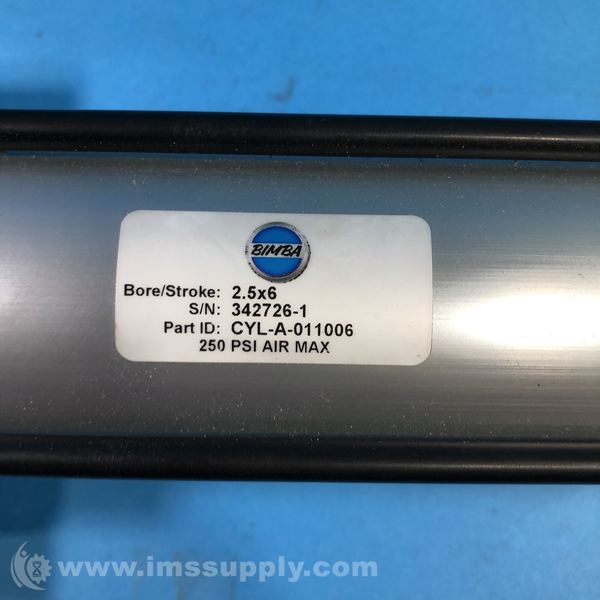 BIMBA
Bore/Stroke: 2.5x6
S/N: 342726-1
Part ID: CYL-A-011006
250 PSI AIR MAX
www.imssupply.com